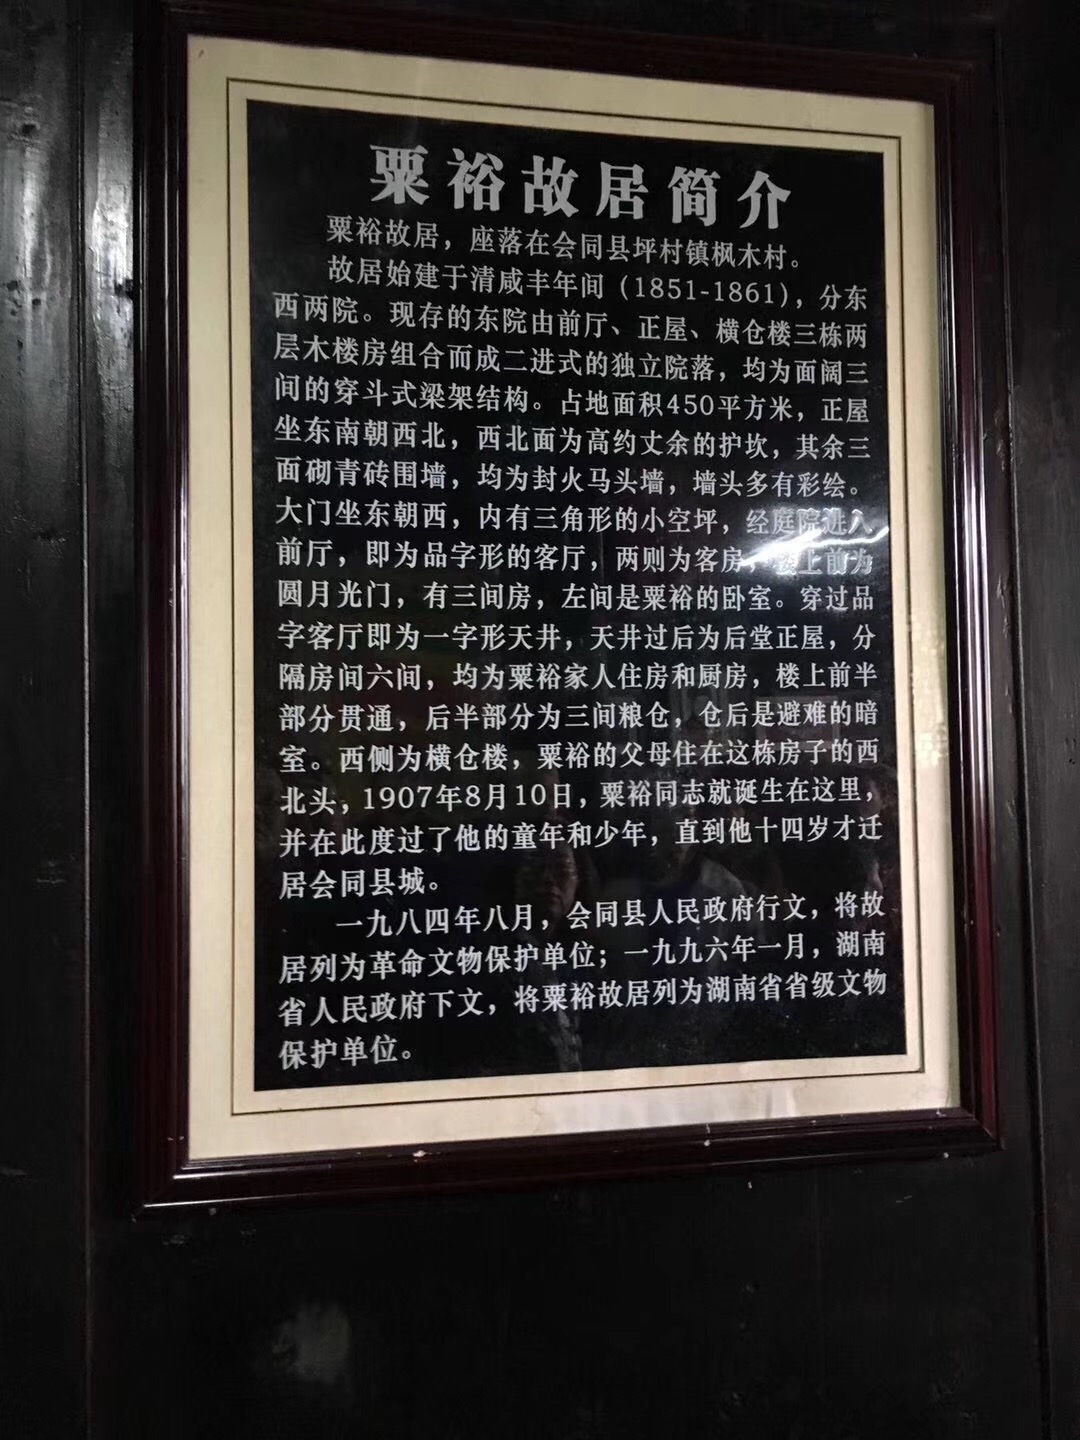 粟裕故居简介
粟裕故居，座落在会同县坪村镇枫木村。
故居始建于清咸丰年间（1851-1861），分东
西两院。现存的东院由前厅、正屋、横仓楼三栋两
层木楼房组合而成二进式的独立院落，均为面阔三
间的穿斗式梁架结构。占地面积450平方米，正屋
坐东南朝西北，西北面为高约丈余的护坎，其余三
面砌青砖围墙，均为封火马头墙，墙头多有彩绘。
大门坐东朝西，内有三角形的小空坪，经庭院进入
前厅，即为品字形的客厅，两则为客房，楼上前为
圆月光门，有三间房，左间是粟裕的卧室。穿过品
字客厅即为一字形天井，天井过后为后堂正屋，分
隔房间六间，均为粟裕家人住房和厨房，楼上前半
部分贯通，后半部分为三间粮仓，仓后是避难的暗
室。西侧为横仓楼，粟裕的父母住在这栋房子的西
北头，1907年8月10日，粟裕同志就诞生在这里，
并在此度过了他的童年和少年，直到他十四岁才迁
居会同县城。
一九八四年八月，会同县人民政府行文，将故
居列为革命文物保护单位；一九九六年一月，湖南
省人民政府下文，将粟裕故居列为湖南省省级文物
保护单位。